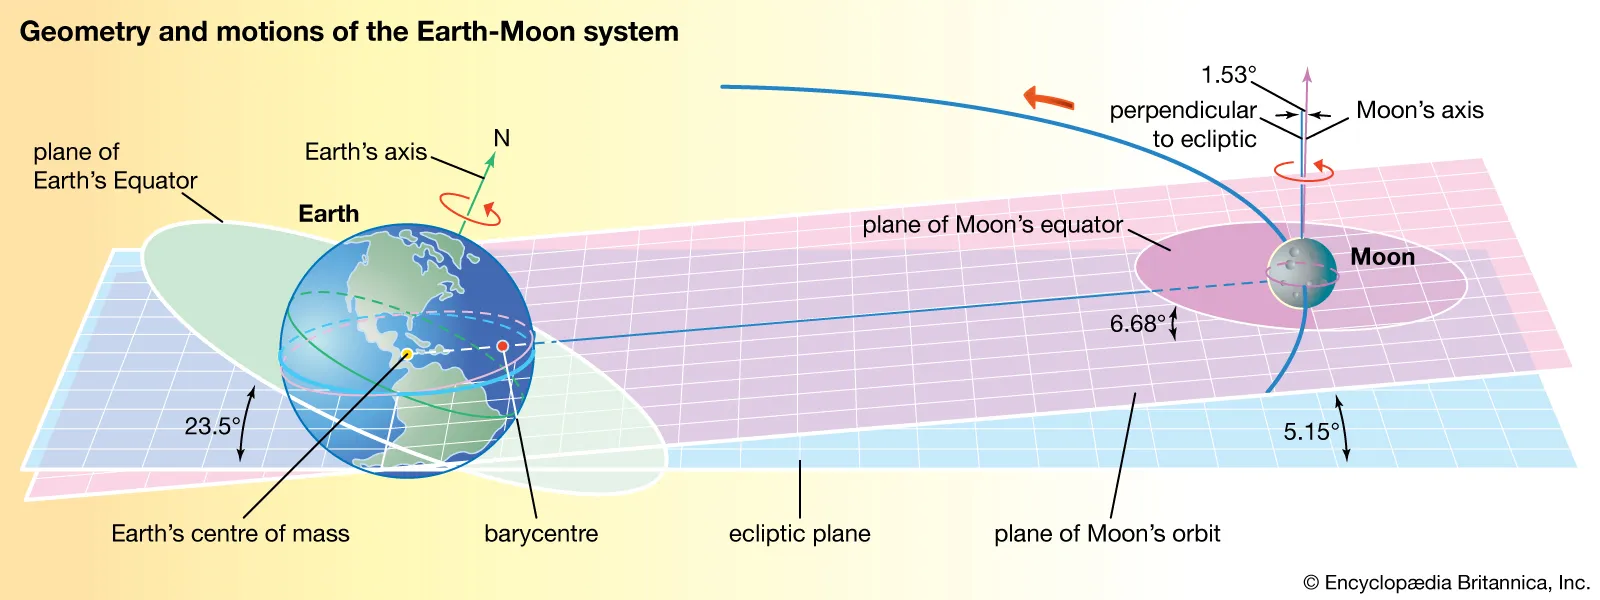 Geometry and motions of the Earth-Moon system
1.53°
perpendicular
to ecliptic
Moon’s axis
plane of
Earth’s Equator
Earth’s axis
N
Earth
plane of Moon’s equator
Moon
6.68°
23.5°
5.15°
Earth’s centre of mass
barycentre
ecliptic plane
plane of Moon’s orbit
© Encyclopædia Britannica, Inc.